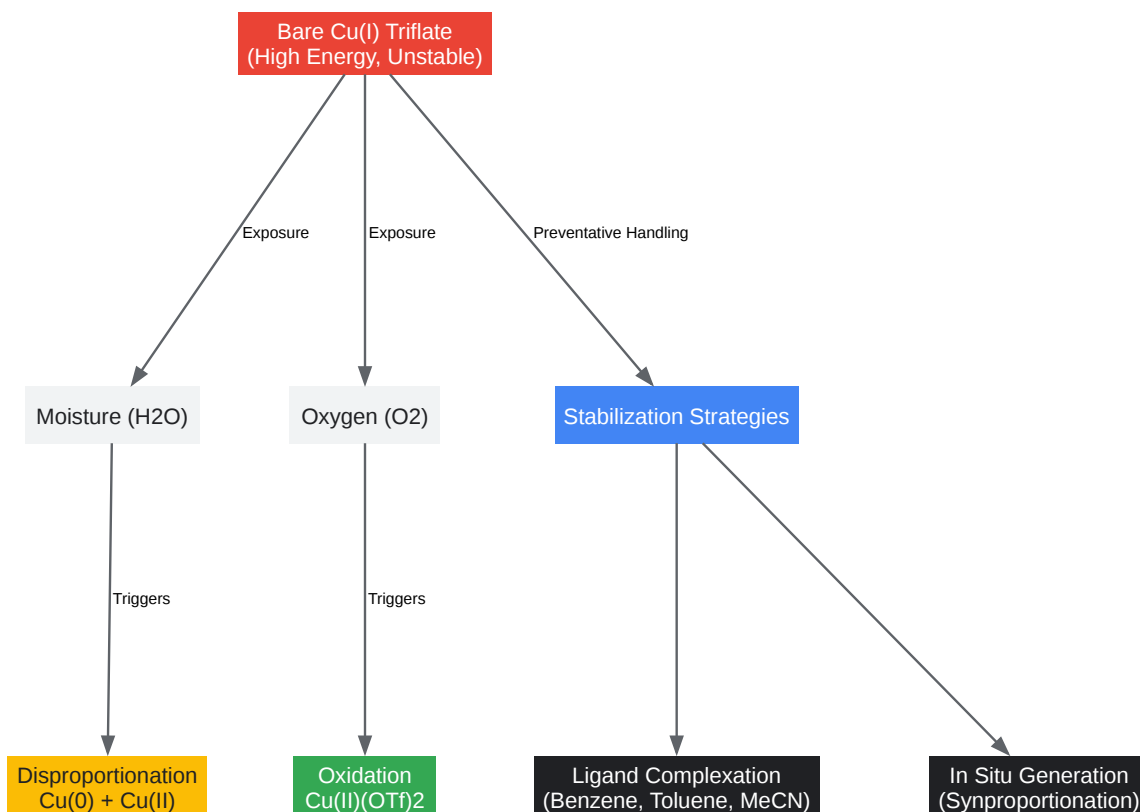 Bare Cu(I) Triflate
(High Energy, Unstable)
Exposure
Exposure
Preventative Handling
Moisture (H2O)
Oxygen (O2)
Stabilization Strategies
Triggers
Triggers
Disproportionation
Cu(0) + Cu(II)
Oxidation
Cu(II)(OTf)2
Ligand Complexation
(Benzene, Toluene, MeCN)
In Situ Generation
(Synproportionation)